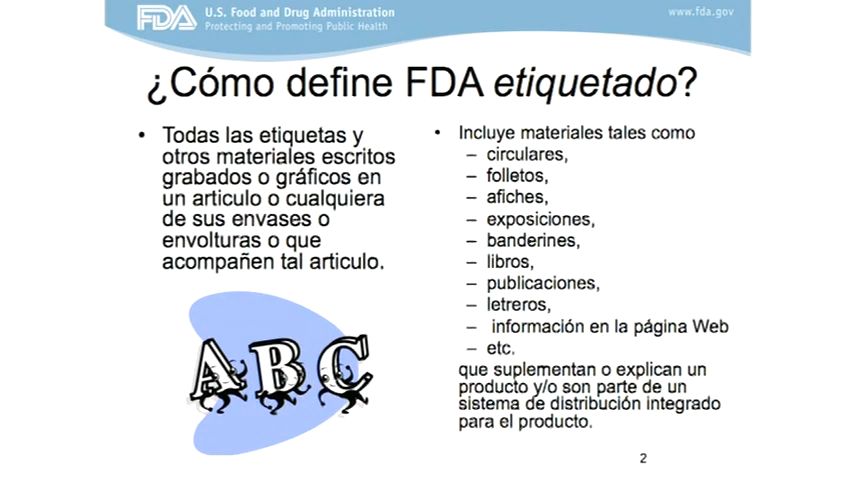 FDA
U.S. Food and Drug Administration
Protecting and Promoting Public Health
www.fda.gov
¿Cómo define FDA etiquetado?
• Todas las etiquetas y
otros materiales escritos
grabados o gráficos en
un articulo o cualquiera
de sus envases o
envolturas o que
acompañen tal articulo.
A B C
• Incluye materiales tales como
– circulares,
– folletos,
– afiches,
– exposiciones,
– banderines,
– libros,
– publicaciones,
– letreros,
– información en la página Web
– etc.
que suplementan o explican un
producto y/o son parte de un
sistema de distribución integrado
para el producto.
2